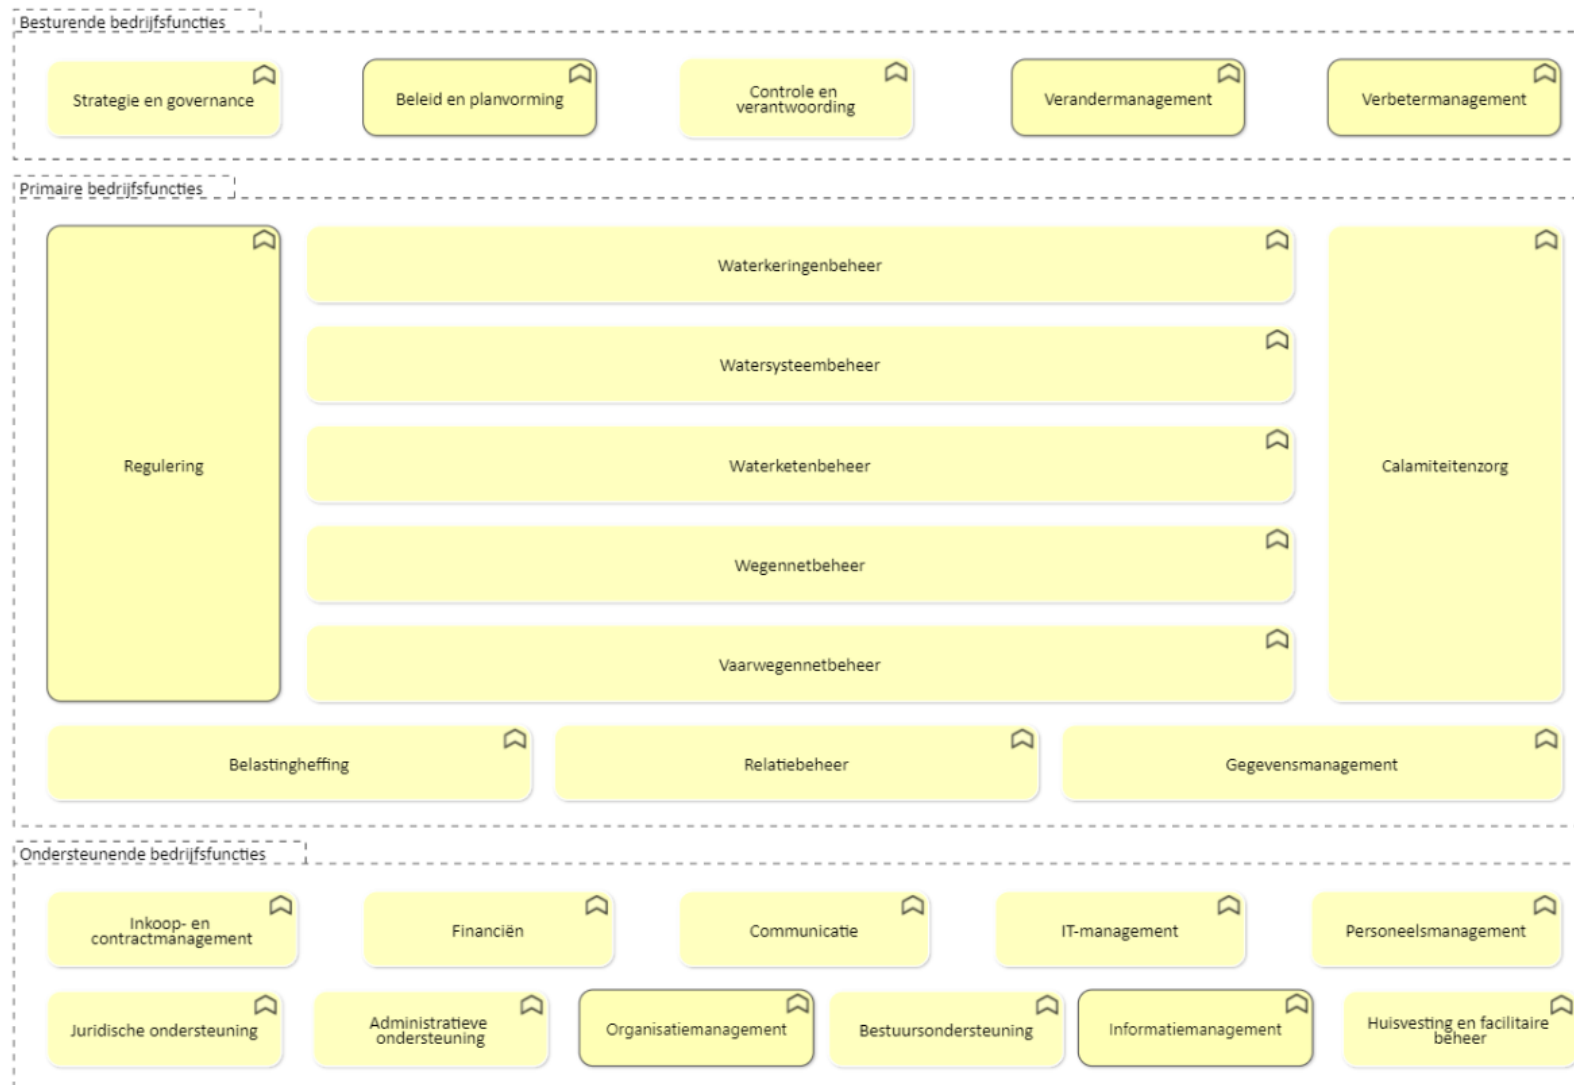 Besturende bedrijfsfuncties
Strategie en governance
Beleid en planvorming
Controle en
verantwoording
Verandermanagement
Verbetermanagement
Primaire bedrijfsfuncties
Regulering
Waterkeringenbeheer
Watersysteembeheer
Waterketenbeheer
Wegennetbeheer
Vaarwegennetbeheer
Calamiteitenzorg
Belastingheffing
Relatiebeheer
Gegevensmanagement
Ondersteunende bedrijfsfuncties
Inkoop- en
contractmanagement
Financiën
Communicatie
IT-management
Personeelsmanagement
Juridische ondersteuning
Administratieve
ondersteuning
Organisatiemanagement
Bestuursondersteuning
Informatiemanagement
Huisvesting en facilitaire
beheer